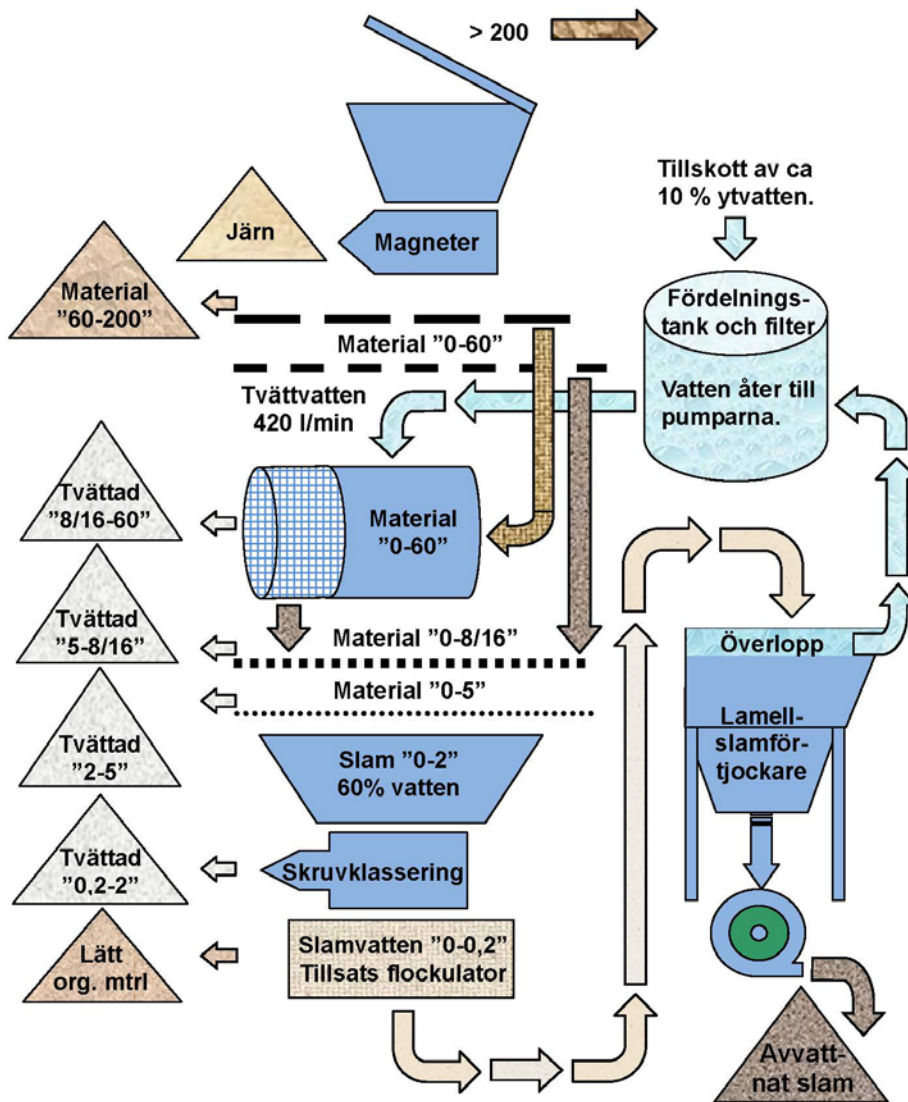 > 200
Tillskott av ca
10 % ytvatten.
Järn
Magneter
Material
”60-200”
Fördelnings-
tank och filter
Material ”0-60”
Vatten åter till
pumparna.
Tvättvatten
420 l/min
Tvättad
”8/16-60”
Material
”0-60”
Tvättad
”5-8/16”
Material ”0-8/16”
Överlopp
Material ”0-5”
Lamell-
slamför-
tjockare
Tvättad
”2-5”
Slam ”0-2”
60% vatten
Tvättad
”0,2-2”
Skruvklassering
Slamvatten ”0-0,2”
Tillsats flockulator
Lätt
org. mtrl
Avvatt-
nat slam